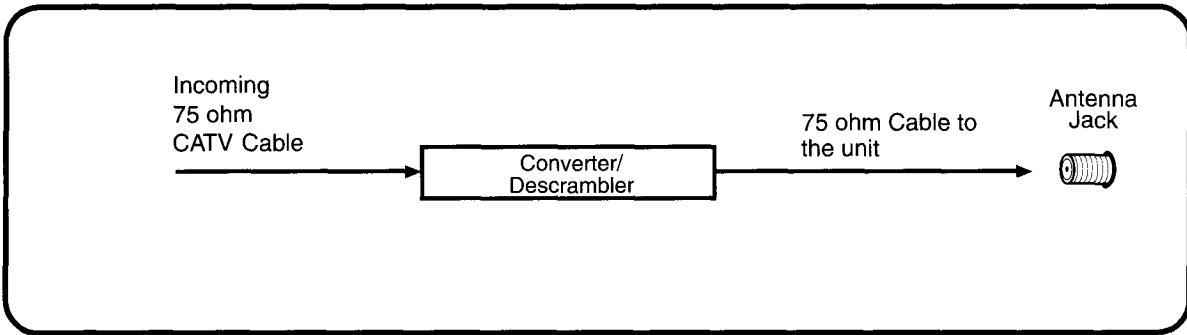 Incoming
75 ohm
CATV Cable
Converter/
Descrambler
75 ohm Cable to
the unit
Antenna
Jack